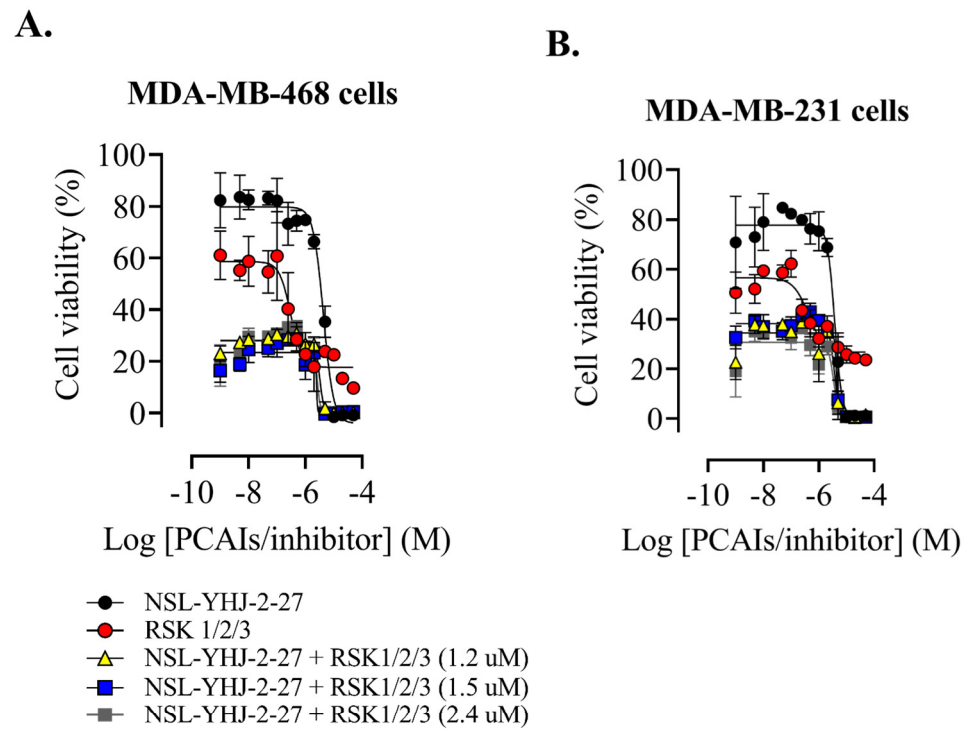 A.
B.
MDA-MB-468 cells
MDA-MB-231 cells
Cell viability (%)
100
80
60
40
20
0
-10 -8 -6 -4
Log [PCAIs/inhibitor] (M)
Cell viability (%)
100
80
60
40
20
0
-10 -8 -6 -4
Log [PCAIs/inhibitor] (M)
NSL-YHJ-2-27
RSK 1/2/3
NSL-YHJ-2-27 + RSK1/2/3 (1.2 uM)
NSL-YHJ-2-27 + RSK1/2/3 (1.5 uM)
NSL-YHJ-2-27 + RSK1/2/3 (2.4 uM)